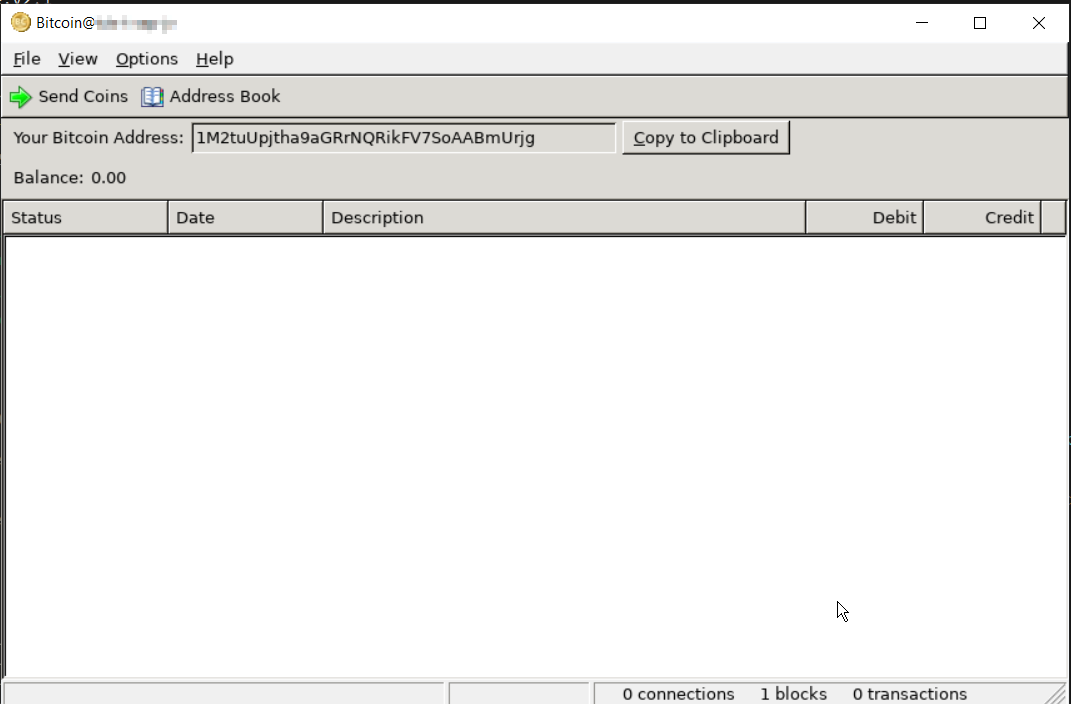 Bitcoin@
File View Options Help
Send Coins Address Book
Your Bitcoin Address: 1M2tuUpjtha9aGRrNQRikFV7SoAABmUrjg Copy to Clipboard
Balance: 0.00
Status Date Description Debit Credit
0 connections 1 blocks 0 transactions